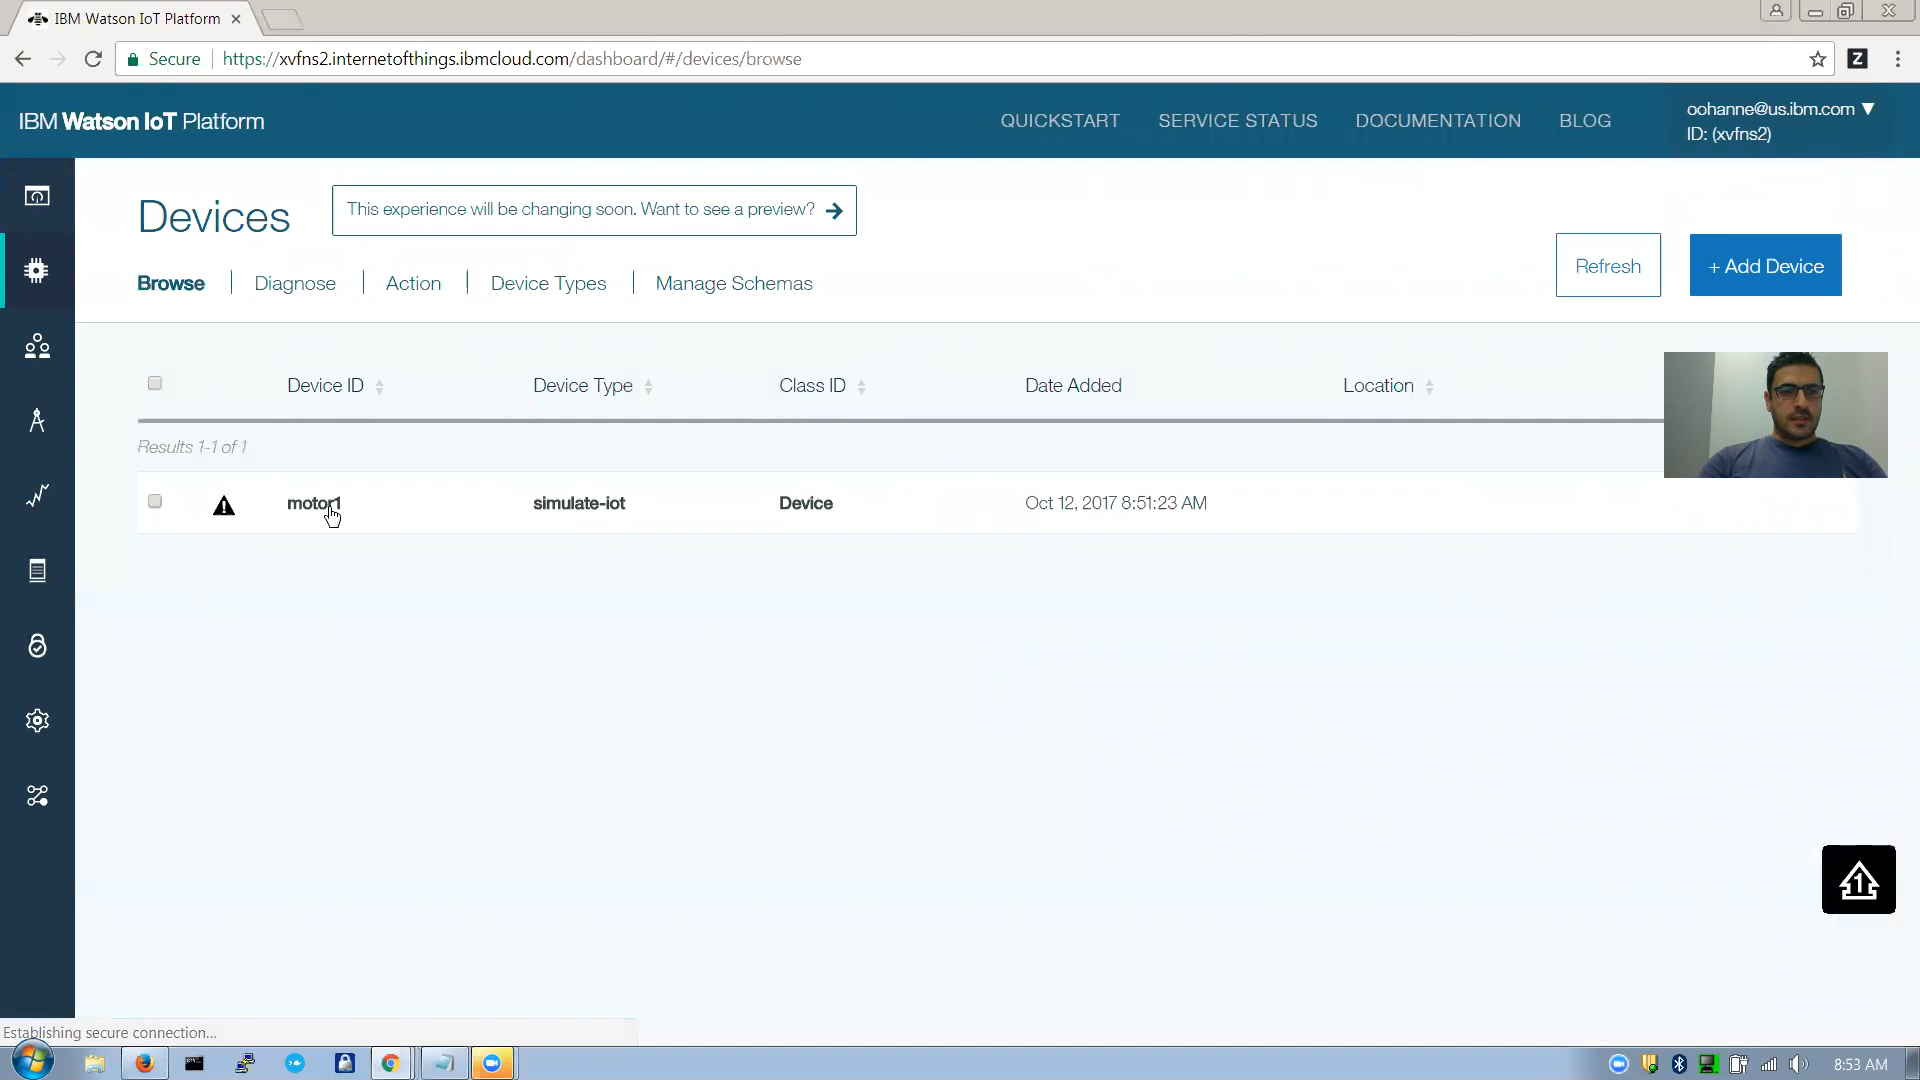 IBM Watson IoT Platform
Secure https://xvfns2.internetofthings.ibmcloud.com/dashboard/#/devices/browse
Z
IBM Watson IoT Platform
QUICKSTART SERVICE STATUS DOCUMENTATION BLOG
oohanne@us.ibm.com
ID: (xvfns2)
Devices
This experience will be changing soon. Want to see a preview?
Browse Diagnose Action Device Types Manage Schemas
Refresh
+ Add Device
Device ID Device Type Class ID Date Added Location
Results 1-1 of 1
motor1 simulate-iot Device Oct 12, 2017 8:51:23 AM
1
Establishing secure connection...
8:53 AM